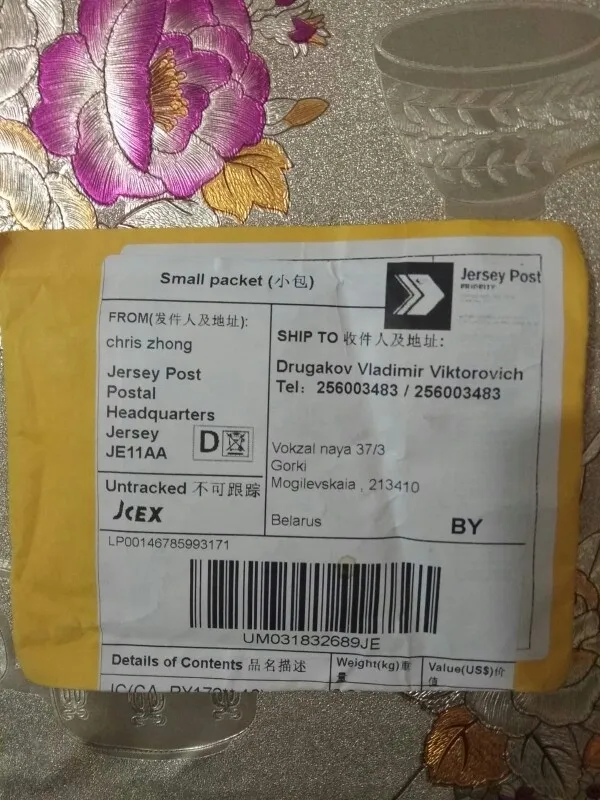 Small packet (小包)
Jersey Post
PRIORITY
FROM(发件人及地址):
chris zhong
Jersey Post
Postal
Headquarters
Jersey
JE11AA
D
SHIP TO 收件人及地址:
Drugakov Vladimir Viktorovich
Tel: 256003483 / 256003483
Vokzal naya 37/3
Gorki
Mogilevskaia , 213410
Belarus
BY
Untracked 不可跟踪
JCEX
LP00146785993171
UM031832689JE
Details of Contents 品名描述
Weight(kg)重
量
Value(US$)价
值